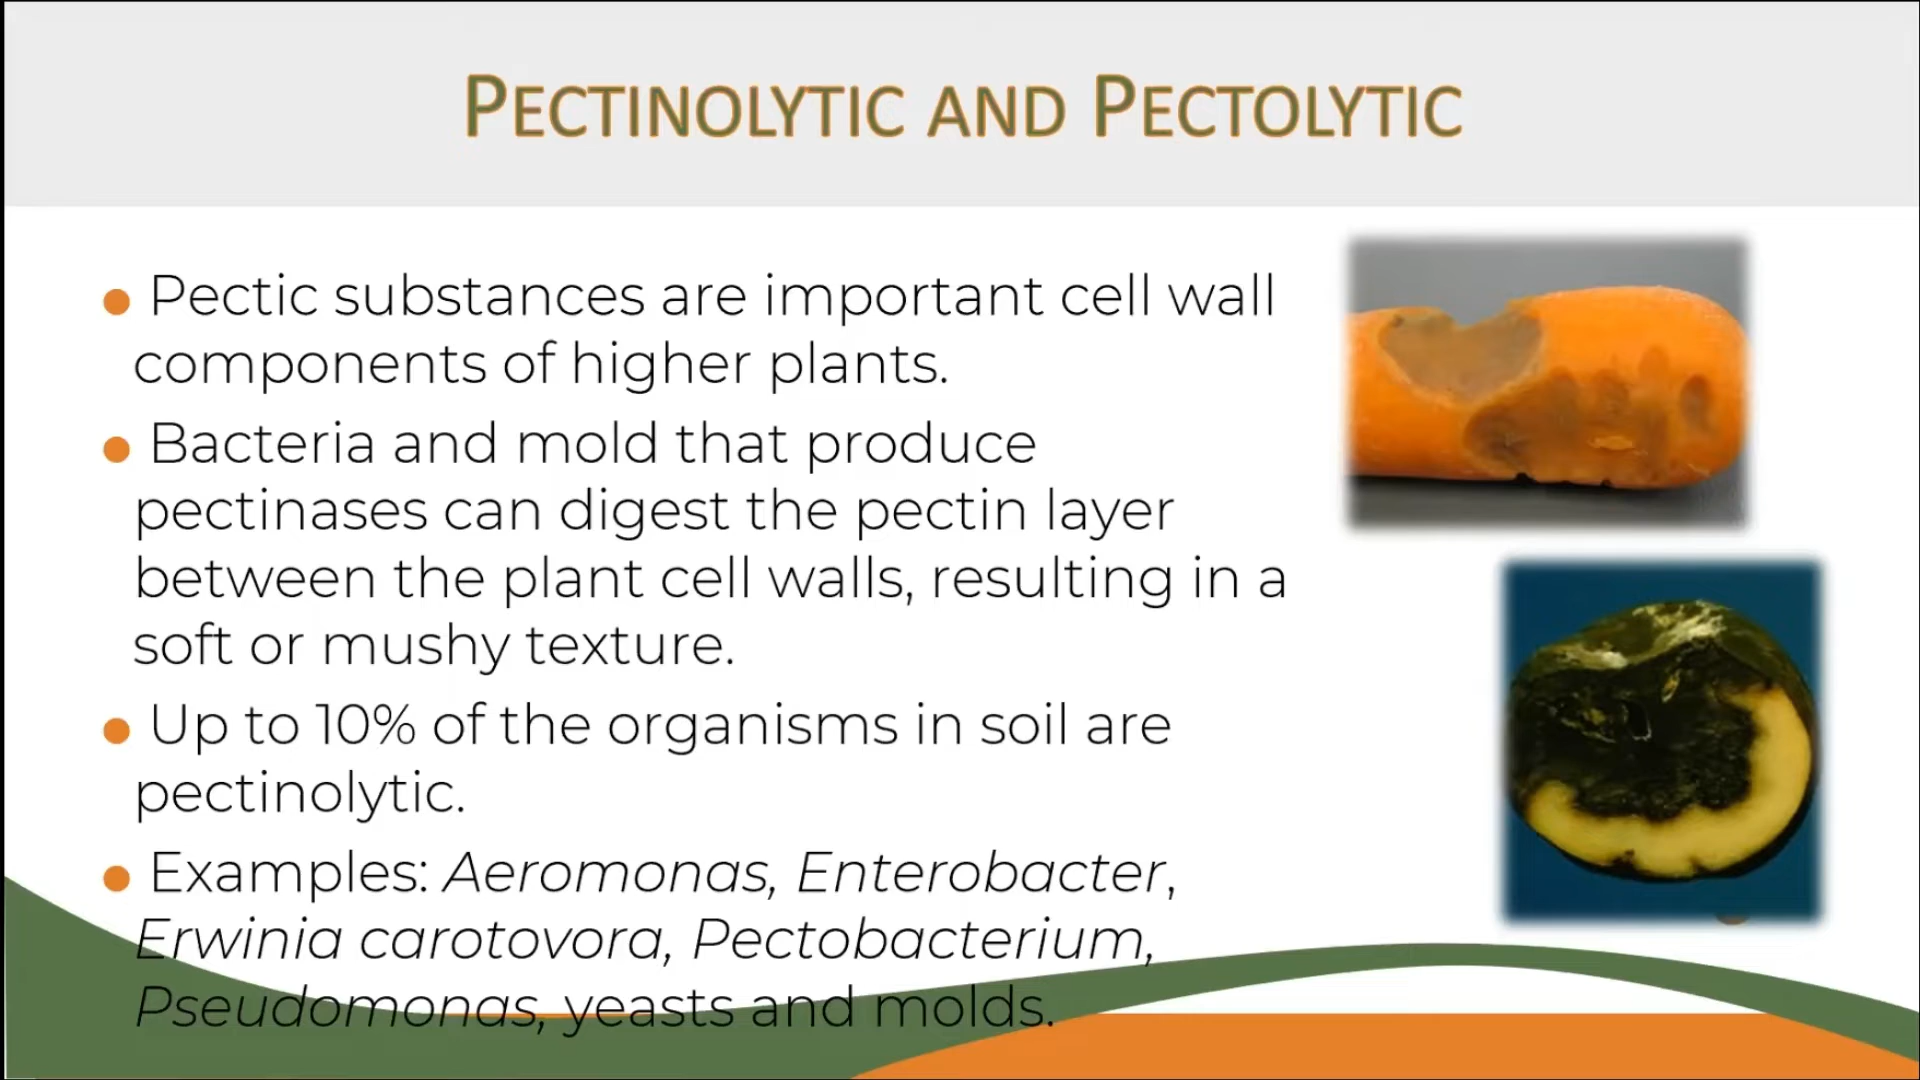 PECTINOLYTIC AND PECTOLYTIC
● Pectic substances are important cell wall
components of higher plants.
● Bacteria and mold that produce
pectinases can digest the pectin layer
between the plant cell walls, resulting in a
soft or mushy texture.
● Up to 10% of the organisms in soil are
pectinolytic.
● Examples: Aeromonas, Enterobacter,
Erwinia carotovora, Pectobacterium,
Pseudomonas, yeasts and molds.